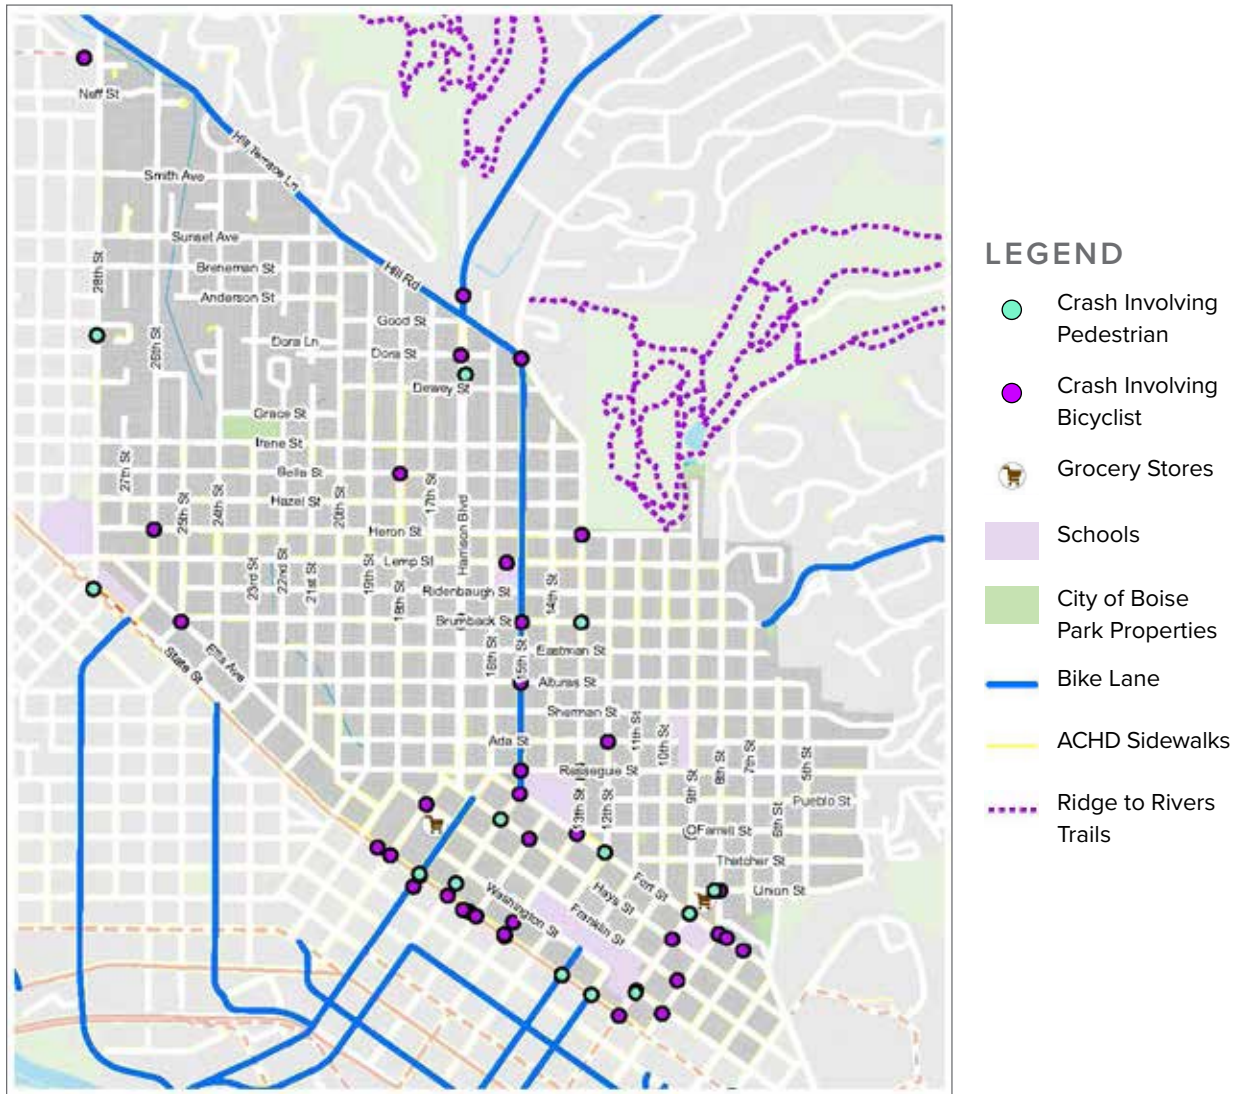 Neff St
Hill Terrace Ln
Smith Ave
Sunset Ave
Breneman St
28th St
Hill Rd
Anderson St
Good St
26th St
Dora Ln
Dora St
Dewey St
Grace St
Irene St
27th St
Bella St
25th St
24th St
Hazel St
20th St
17th St
Harrison Blvd
Heron St
Lemp St
23rd St
22nd St
21st St
19th St
18th St
Ridenbaugh St
14th St
Brumback St
State St
Ella Ave
16th St
15th St
Eastman St
Alturas St
Sherman St
11th St
10th St
Ada St
Resseguie St
9th St
8th St
7th St
5th St
13th St
12th St
Pueblo St
6th St
OFarrell St
Thatcher St
Fort St
Union St
Hays St
Washington St
Franklin St
LEGEND
Crash Involving
Pedestrian
Crash Involving
Bicyclist
Grocery Stores
Schools
City of Boise
Park Properties
Bike Lane
ACHD Sidewalks
Ridge to Rivers
Trails